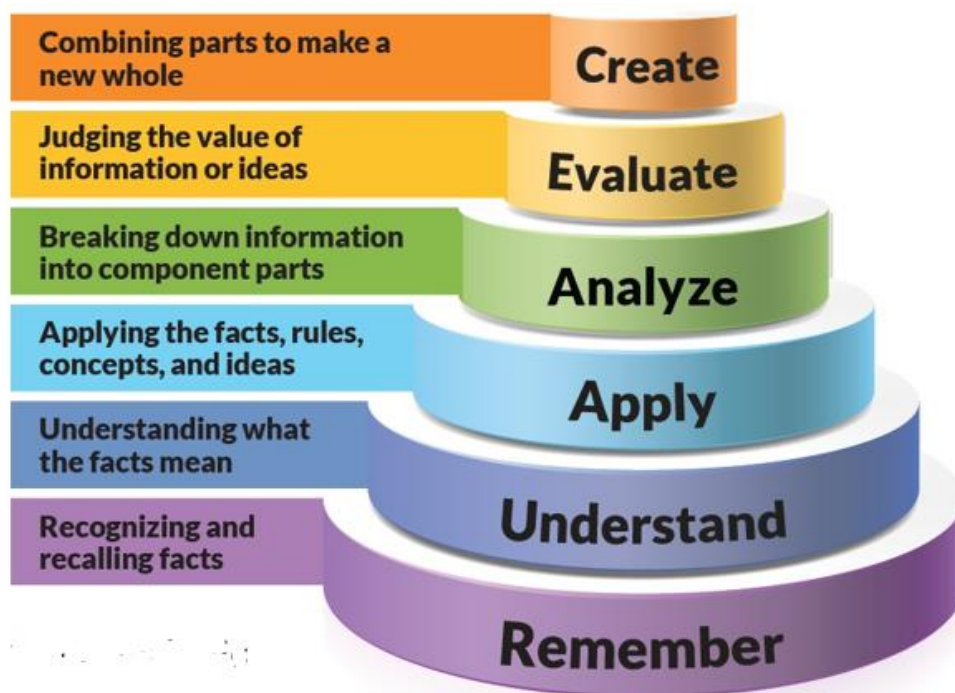 Combining parts to make a
new whole
Create
Judging the value of
information or ideas
Evaluate
Breaking down information
into component parts
Analyze
Applying the facts, rules,
concepts, and ideas
Apply
Understanding what
the facts mean
Understand
Recognizing and
recalling facts
Remember